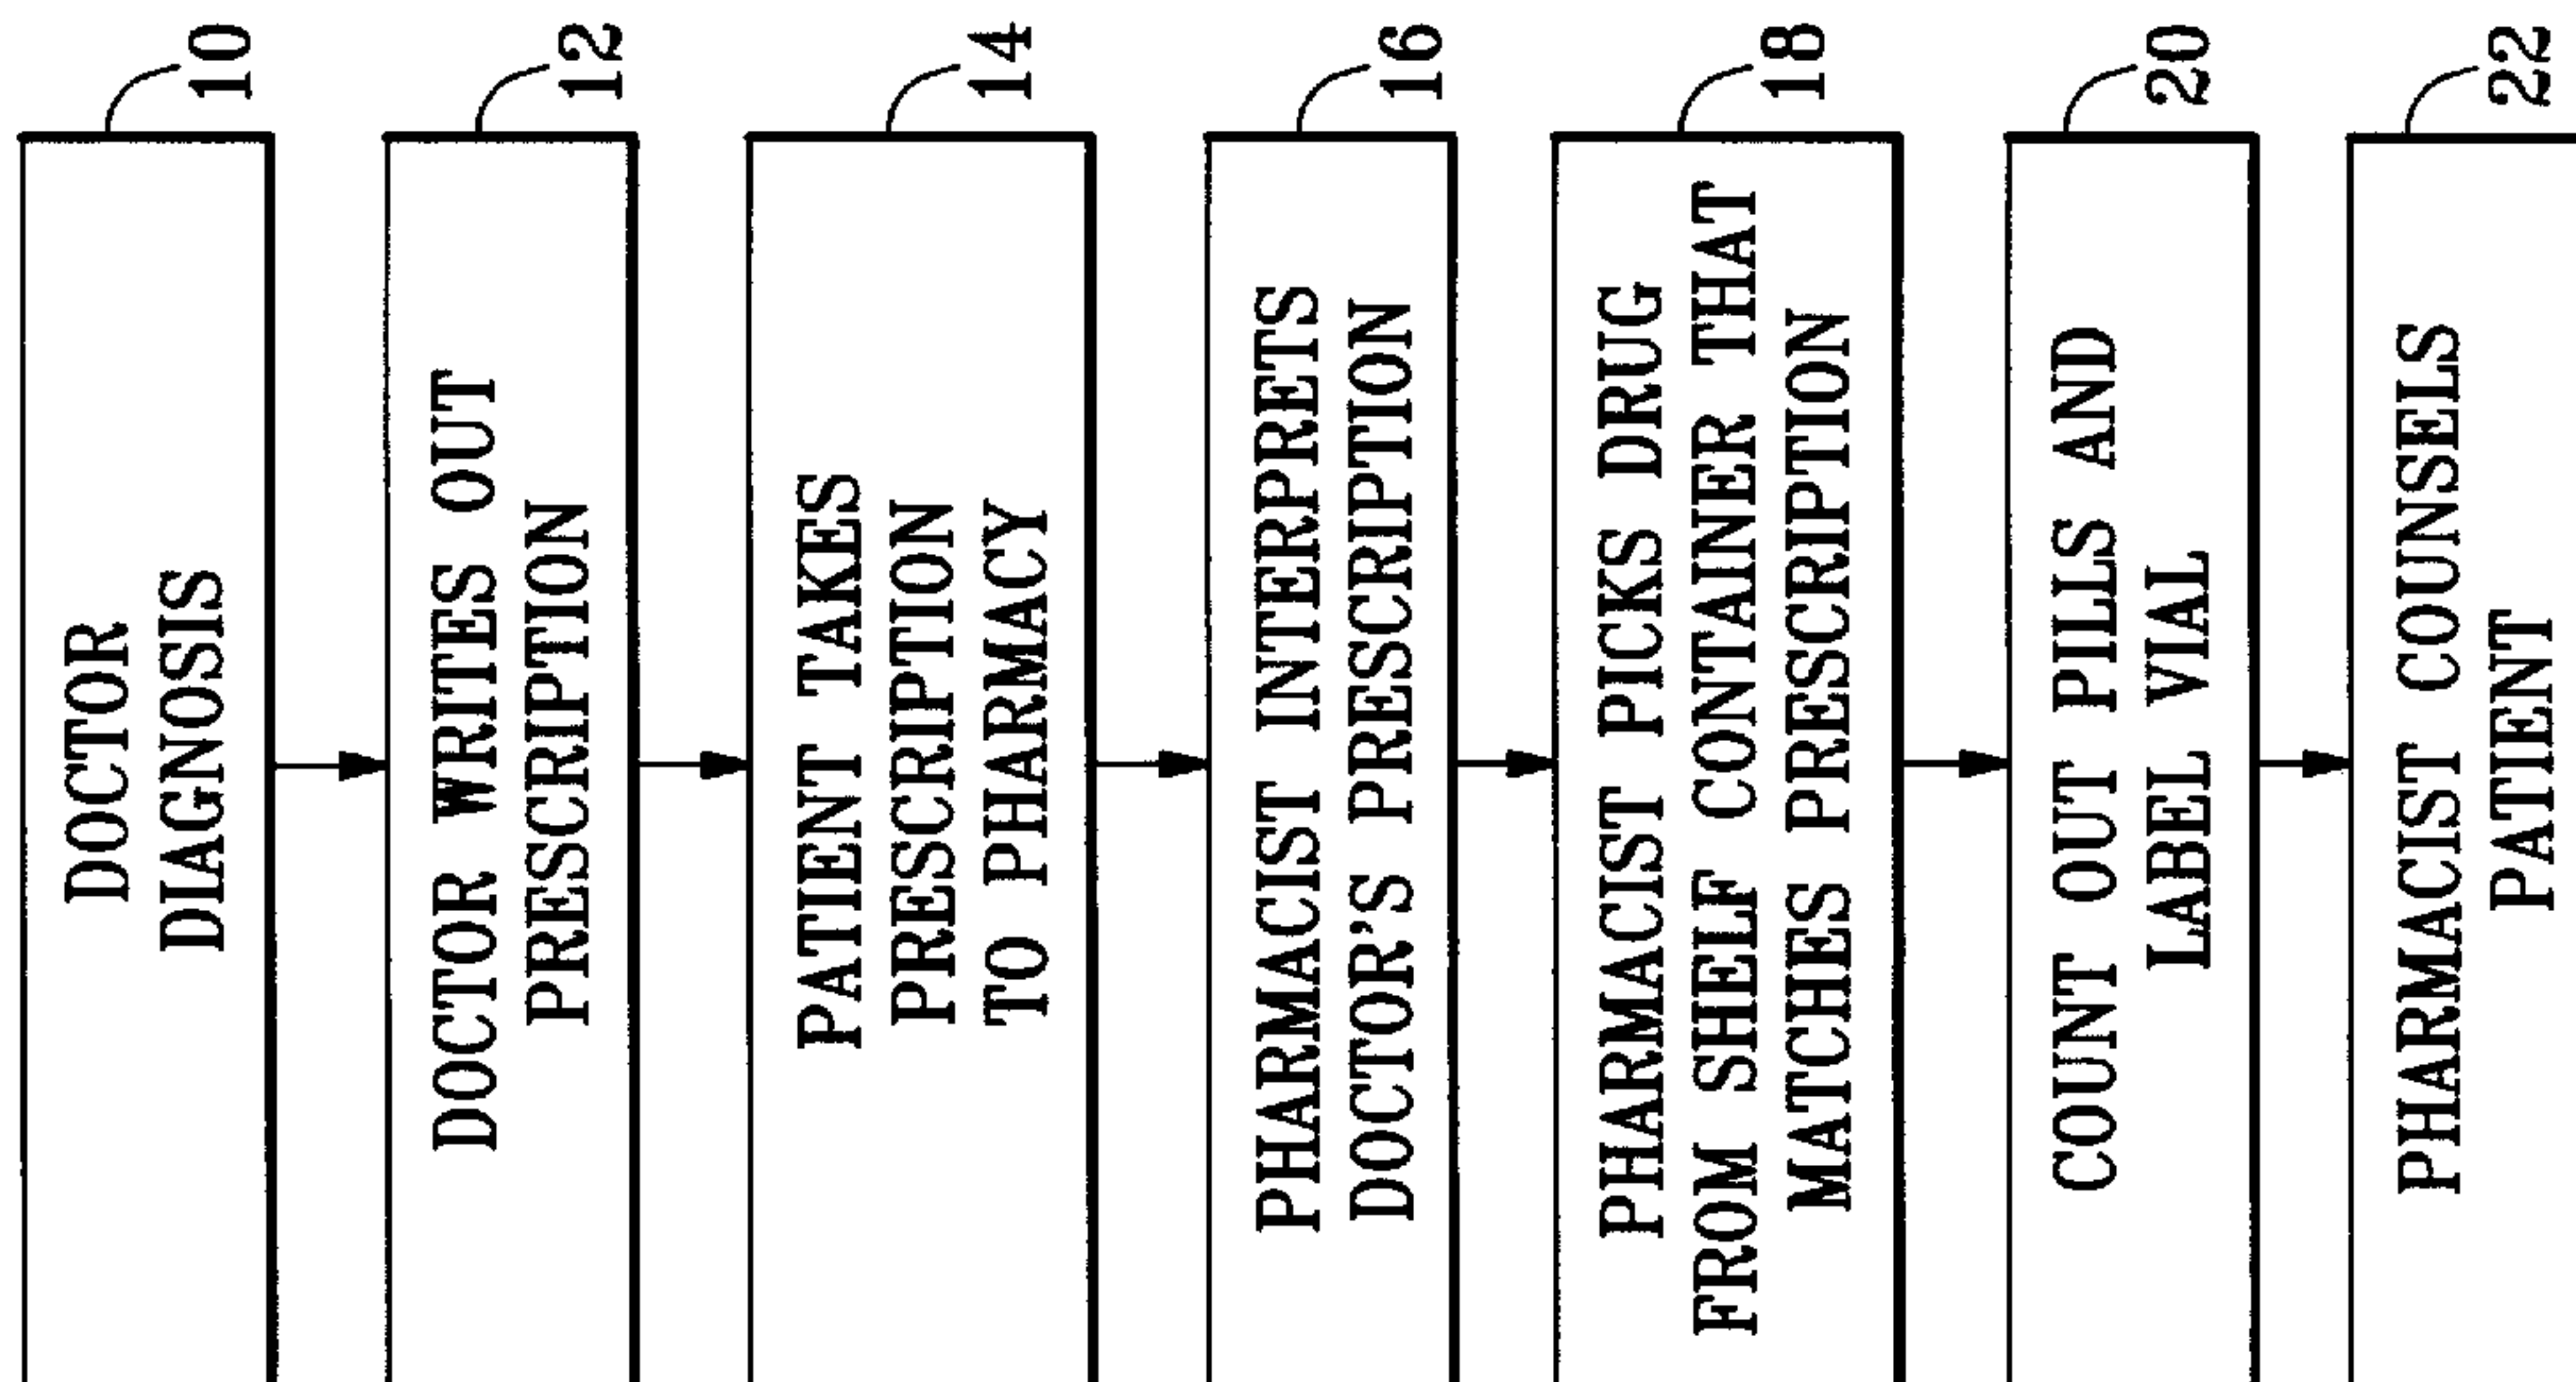 DOCTOR
DIAGNOSIS
10
DOCTOR WRITES OUT
PRESCRIPTION
12
PATIENT TAKES
PRESCRIPTION
TO PHARMACY
14
PHARMACIST INTERPRETS
DOCTOR'S PRESCRIPTION
16
PHARMACIST PICKS DRUG
FROM SHELF CONTAINER THAT
MATCHES PRESCRIPTION
18
COUNT OUT PILLS AND
LABEL VIAL
20
PHARMACIST COUNSELS
PATIENT
22